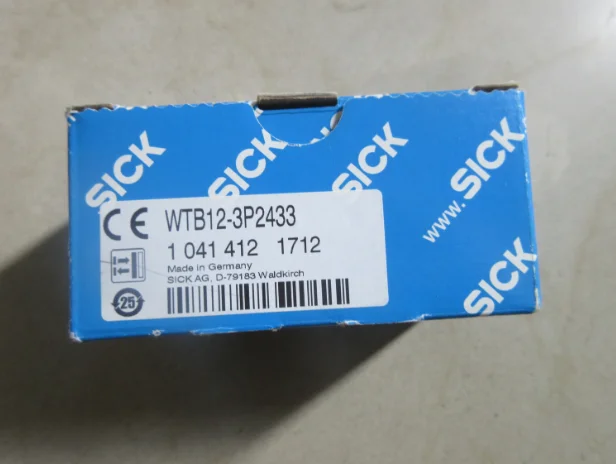 SICK
SICK
SICK
SICK
www.
SICK
CE
WTB12-3P2433
1 041 412 1712
Made in Germany
SICK AG, D-79183 Waldkirch
25